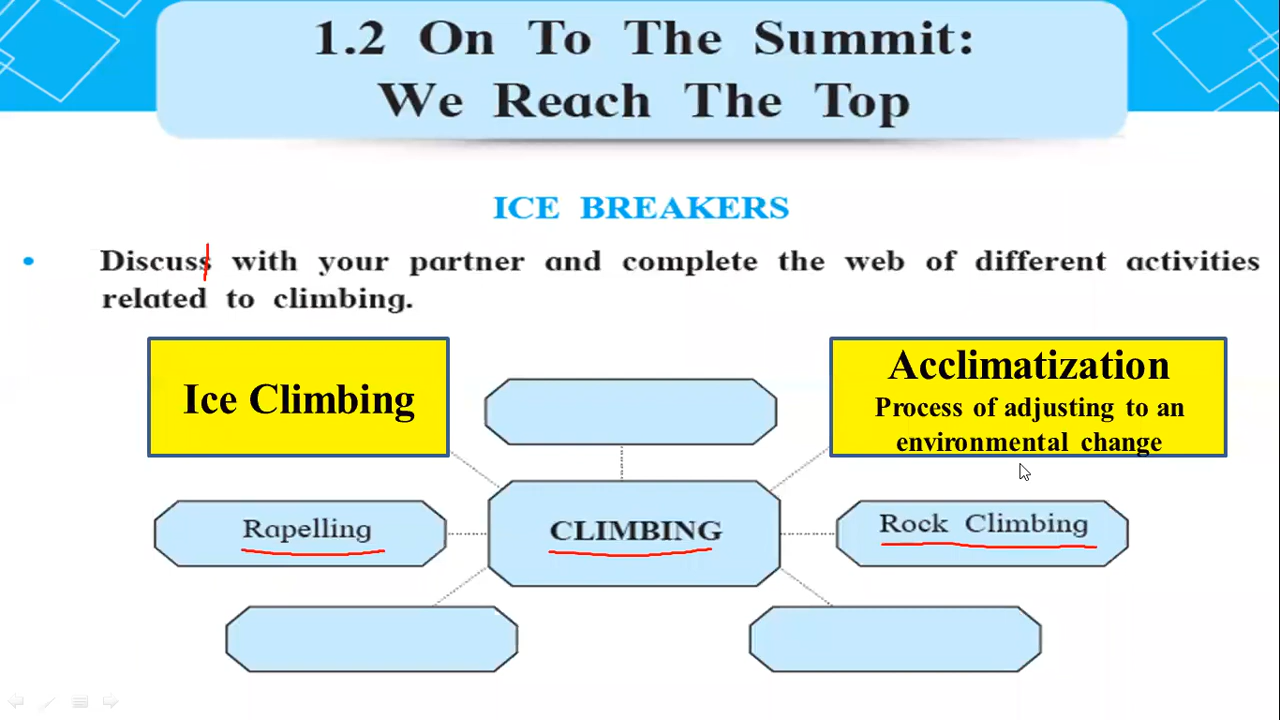 1.2 On To The Summit:
We Reach The Top
ICE BREAKERS
• Discuss with your partner and complete the web of different activities
related to climbing.
Ice Climbing
Acclimatization
Process of adjusting to an
environmental change
Rapelling
CLIMBING
Rock Climbing